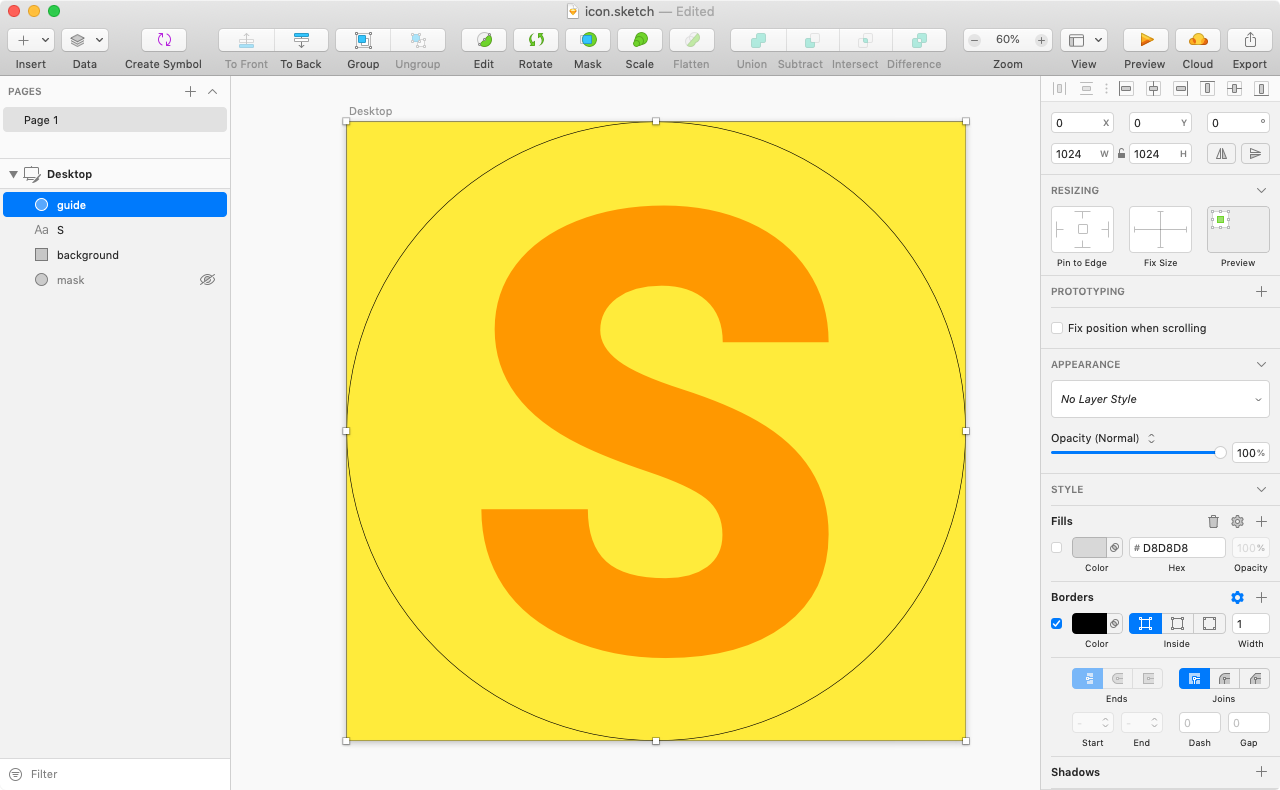 icon.sketch — Edited
Insert Data Create Symbol To Front To Back Group Ungroup Edit Rotate Mask Scale Flatten Union Subtract Intersect Difference 60% Zoom View Preview Cloud Export
PAGES
Page 1
Desktop
guide
Aa S
background
mask
Filter
Desktop
S
0 X 0 Y 0 °
1024 W 1024 H
RESIZING
Pin to Edge Fix Size Preview
PROTOTYPING
Fix position when scrolling
APPEARANCE
No Layer Style
Opacity (Normal)
100%
STYLE
Fills
# D8D8D8 100%
Color Hex Opacity
Borders
1
Color Inside Width
Ends Joins
- - 0 0
Start End Dash Gap
Shadows